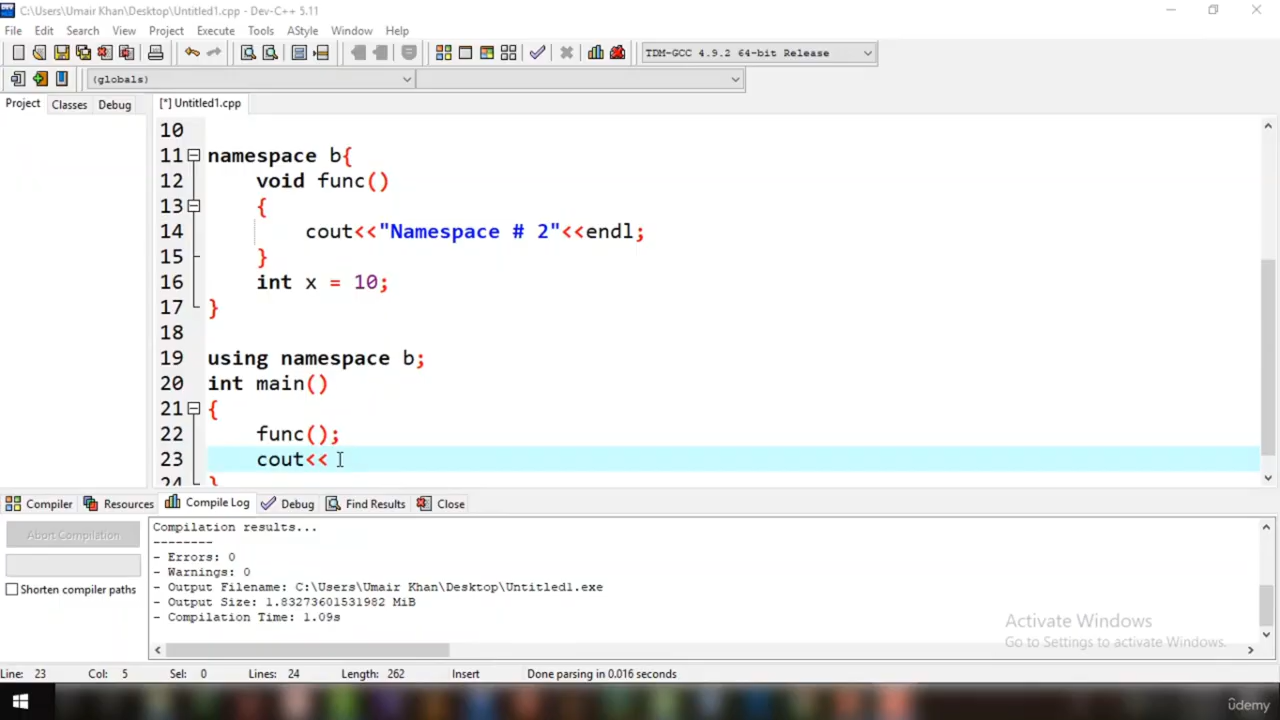 C:\Users\Umair Khan\Desktop\Untitled1.cpp - Dev-C++ 5.11
File Edit Search View Project Execute Tools AStyle Window Help
TDM-GCC 4.9.2 64-bit Release
(globals)
Project Classes Debug [*] Untitled1.cpp
10
11 namespace b{
12 void func()
13 {
14 cout<<"Namespace # 2"<<endl;
15 }
16 int x = 10;
17 }
18
19 using namespace b;
20 int main()
21 {
22 func();
23 cout<<
24 }
Compiler Resources Compile Log Debug Find Results Close
Abort Compilation
Shorten compiler paths
Compilation results...
--------
- Errors: 0
- Warnings: 0
- Output Filename: C:\Users\Umair Khan\Desktop\Untitled1.exe
- Output Size: 1.83273601531982 MiB
- Compilation Time: 1.09s
Activate Windows
Go to Settings to activate Windows.
Line: 23 Col: 5 Sel: 0 Lines: 24 Length: 262 Insert Done parsing in 0.016 seconds
ûdemy